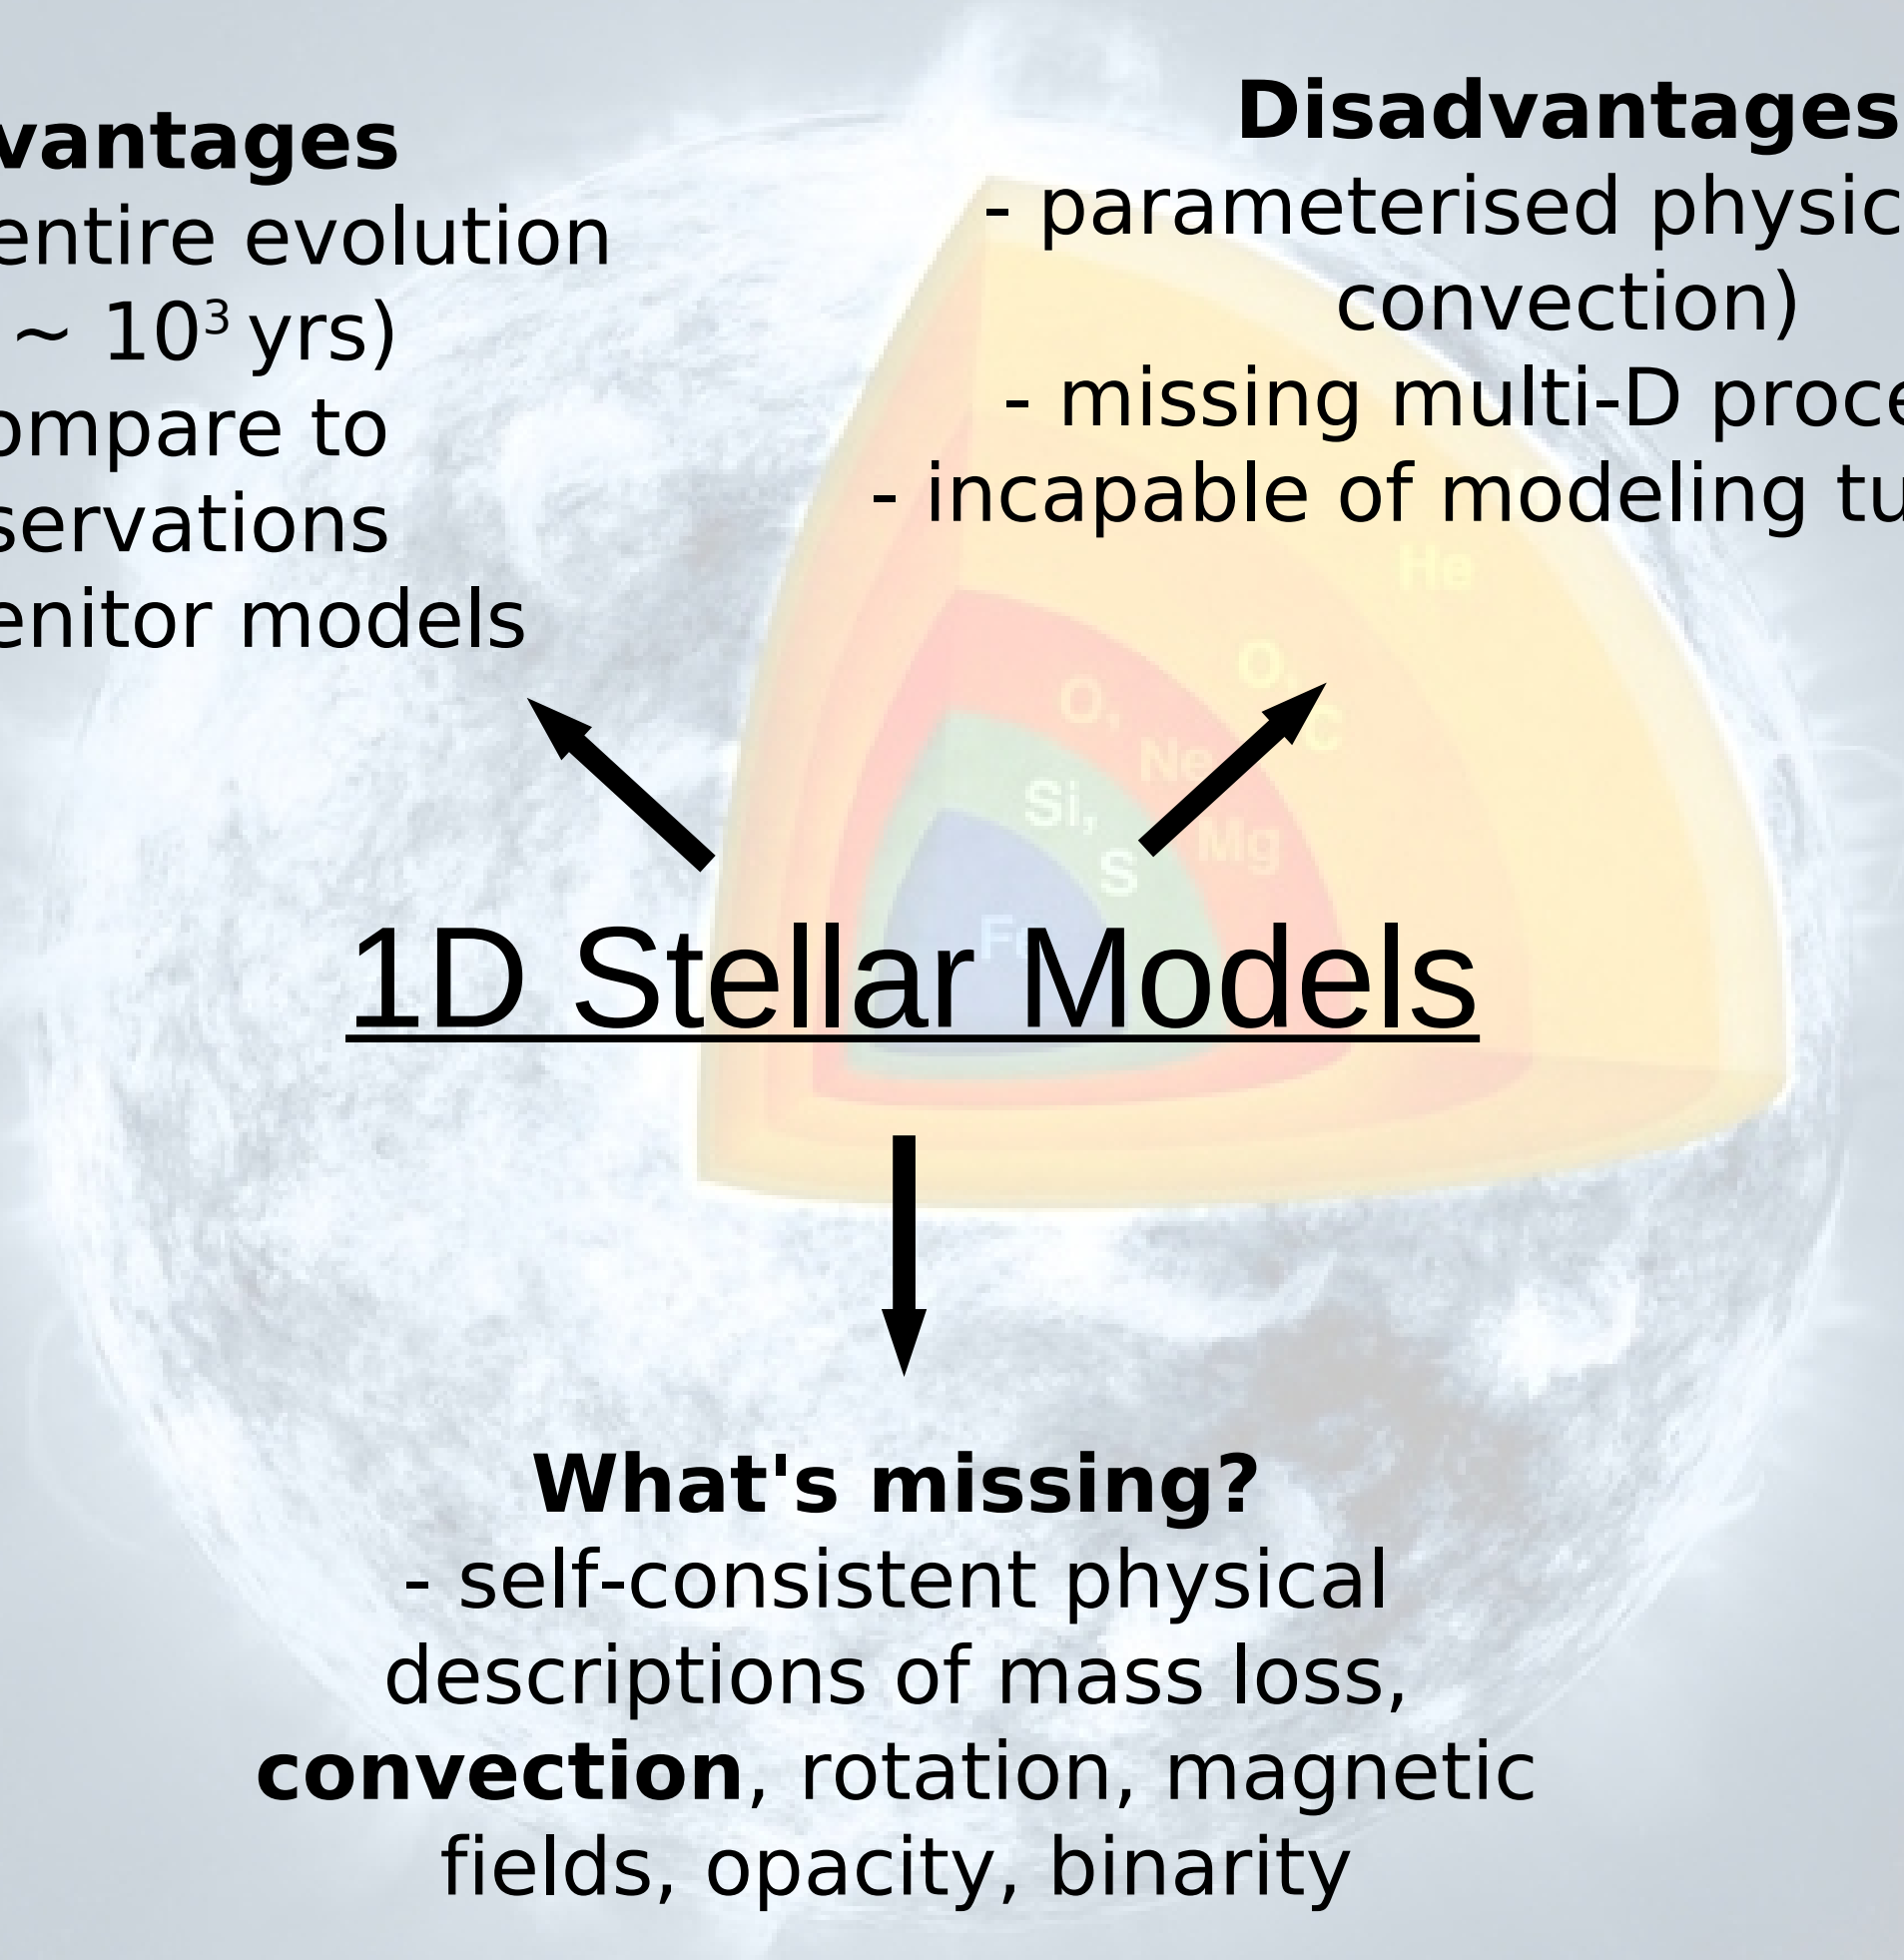 vantages
entire evolution
~ 10³ yrs)
ompare to
servations
enitor models
Disadvantages
- parameterised physic
convection)
- missing multi-D proce
- incapable of modeling tu
He
O,
C
O,
Ne
Mg
Si,
S
Fe
1D Stellar Models
What's missing?
- self-consistent physical
descriptions of mass loss,
convection, rotation, magnetic
fields, opacity, binarity